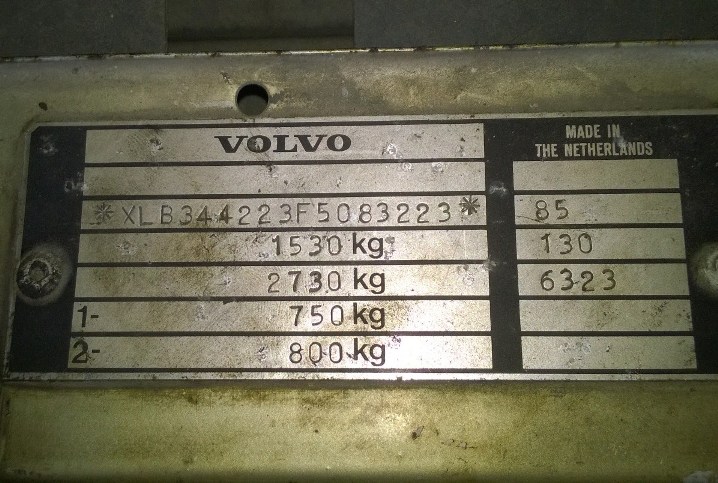 VOLVO
MADE IN
THE NETHERLANDS
*XLB344223F5083223*
85
1530 kg
130
2730 kg
6323
1- 750 kg
2- 800 kg